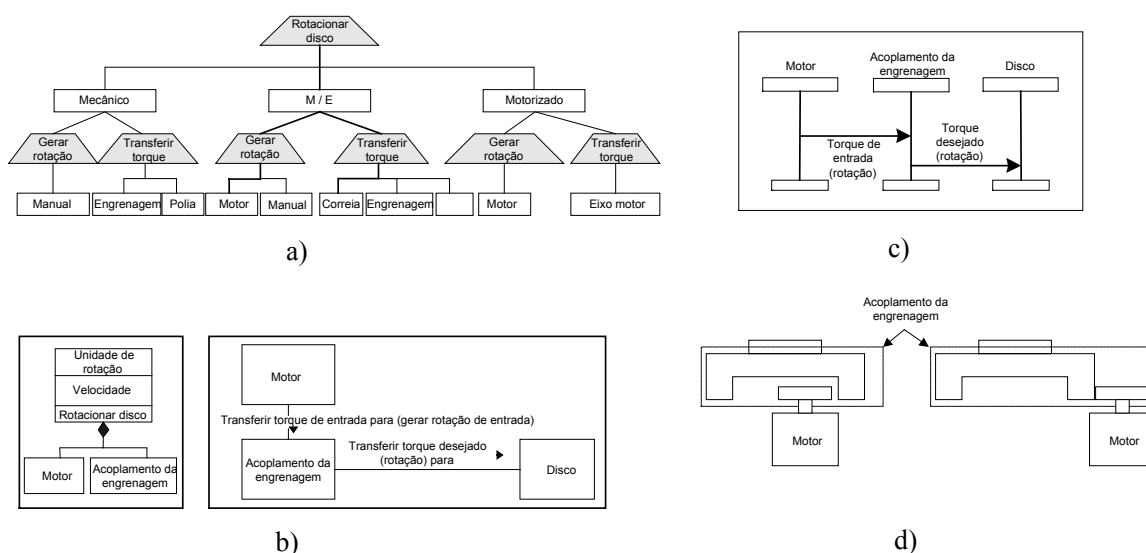 Rotacionar
disco
Mecânico
M / E
Motorizado
Gerar
rotação
Transferir
torque
Gerar
rotação
Transferir
torque
Gerar
rotação
Transferir
torque
Manual
Engrenagem
Polia
Motor
Manual
Correia
Engrenagem
Motor
Eixo motor
a)
Motor
Acoplamento da
engrenagem
Disco
Torque de
entrada
(rotação)
Torque
desejado
(rotação)
c)
Unidade de
rotação
Velocidade
Rotacionar disco
Motor
Acoplamento da
engrenagem
Motor
Transferir torque de entrada para (gerar rotação de entrada)
Acoplamento da
engrenagem
Transferir torque desejado
(rotação) para
Disco
b)
Acoplamento da
engrenagem
Motor
Motor
d)